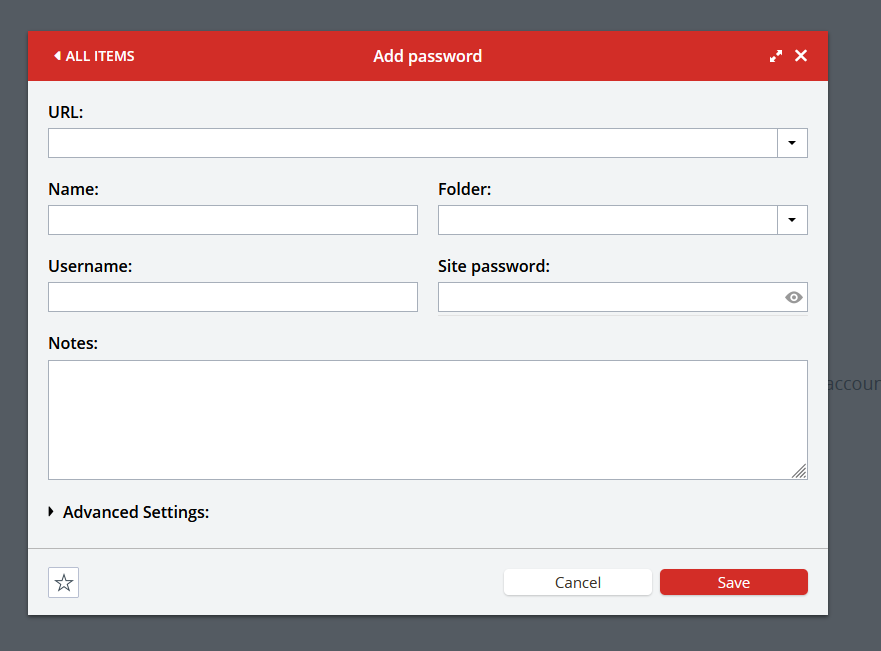 ALL ITEMS
Add password
URL:
Name:
Folder:
Username:
Site password:
Notes:
Advanced Settings:
Cancel
Save